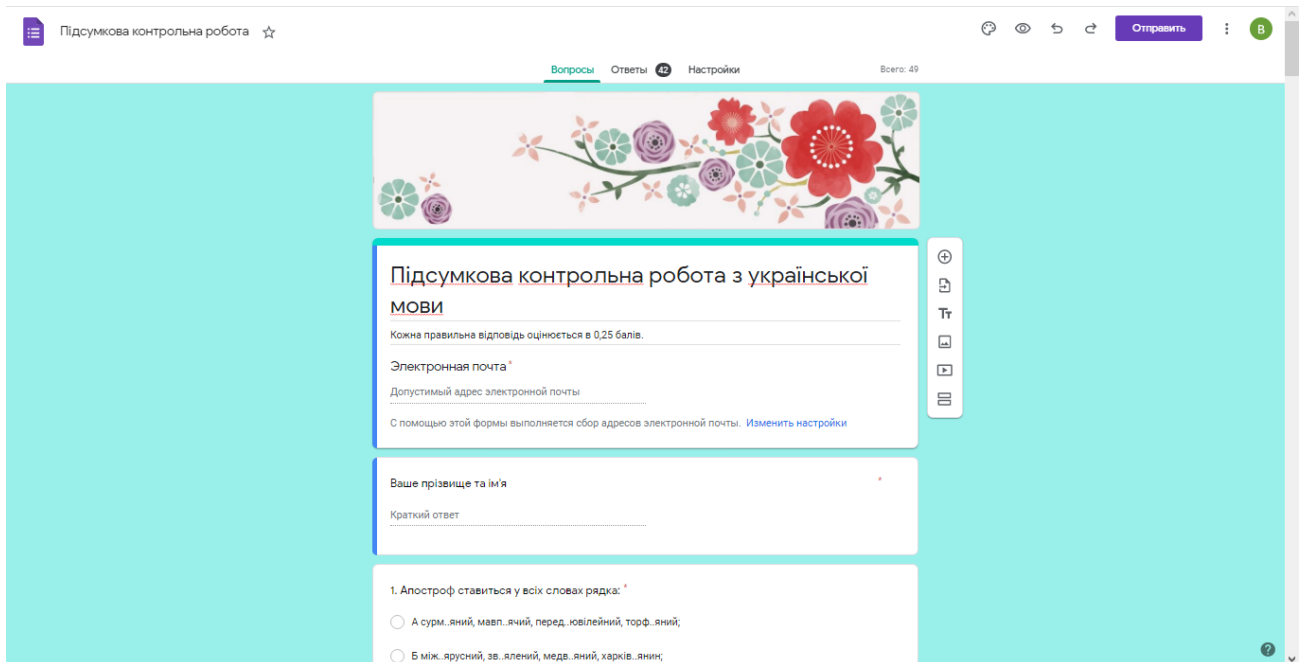 Підсумкова контрольна робота
Отправить
В
Вопросы Ответы 42 Настройки
Всего: 49
Підсумкова контрольна робота з української
мови
Кожна правильна відповідь оцінюється в 0,25 балів.
Электронная почта *
Допустимый адрес электронной почты
С помощью этой формы выполняется сбор адресов электронной почты. Изменить настройки
Тт
Ваше прізвище та ім'я *
Краткий ответ
1. Апостроф ставиться у всіх словах рядка: *
А сурм..яний, мавп..ячий, перед..ювілейний, торф..яний;
Б між..ярусний, зв..ялений, медв..яний, харків..янин;